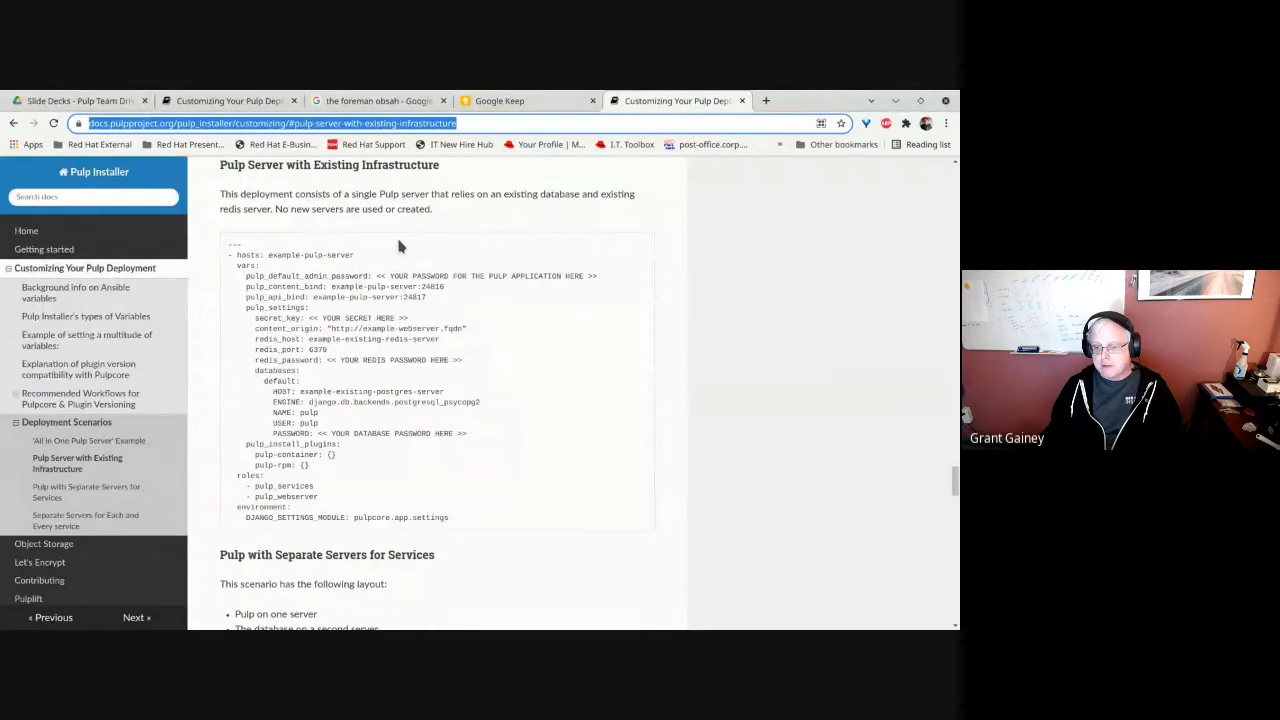 Slide Decks - Pulp Team Driv
Customizing Your Pulp Depl
the foreman obsah - Google
Google Keep
Customizing Your Pulp Depl
docs.pulpproject.org/pulp_installer/customizing/#pulp-server-with-existing-infrastructure
Apps
Red Hat External
Red Hat Present...
Red Hat E-Busin...
Red Hat Support
IT New Hire Hub
Your Profile | M...
I.T. Toolbox
post-office.corp....
»
Other bookmarks
Reading list
Pulp Installer
Search docs
Home
Getting started
Customizing Your Pulp Deployment
Background info on Ansible
variables
Pulp Installer's types of Variables
Example of setting a multitude of
variables:
Explanation of plugin version
compatibility with Pulpcore
Recommended Workflows for
Pulpcore & Plugin Versioning
Deployment Scenarios
'All In One Pulp Server' Example
Pulp Server with Existing
Infrastructure
Pulp with Separate Servers for
Services
Separate Servers for Each and
Every service
Object Storage
Let's Encrypt
Contributing
Pulplift
« Previous
Next »
Pulp Server with Existing Infrastructure
This deployment consists of a single Pulp server that relies on an existing database and existing
redis server. No new servers are used or created.
---
- hosts: example-pulp-server
vars:
pulp_default_admin_password: << YOUR PASSWORD FOR THE PULP APPLICATION HERE >>
pulp_content_bind: example-pulp-server:24816
pulp_api_bind: example-pulp-server:24817
pulp_settings:
secret_key: << YOUR SECRET HERE >>
content_origin: "http://example-webserver.fqdn"
redis_host: example-existing-redis-server
redis_port: 6379
redis_password: << YOUR REDIS PASSWORD HERE >>
databases:
default:
HOST: example-existing-postgres-server
ENGINE: django.db.backends.postgresql_psycopg2
NAME: pulp
USER: pulp
PASSWORD: << YOUR DATABASE PASSWORD HERE >>
pulp_install_plugins:
pulp-container: {}
pulp-rpm: {}
roles:
- pulp_services
- pulp_webserver
environment:
DJANGO_SETTINGS_MODULE: pulpcore.app.settings
Pulp with Separate Servers for Services
This scenario has the following layout:
• Pulp on one server
• The database on a second server
Grant Gainey